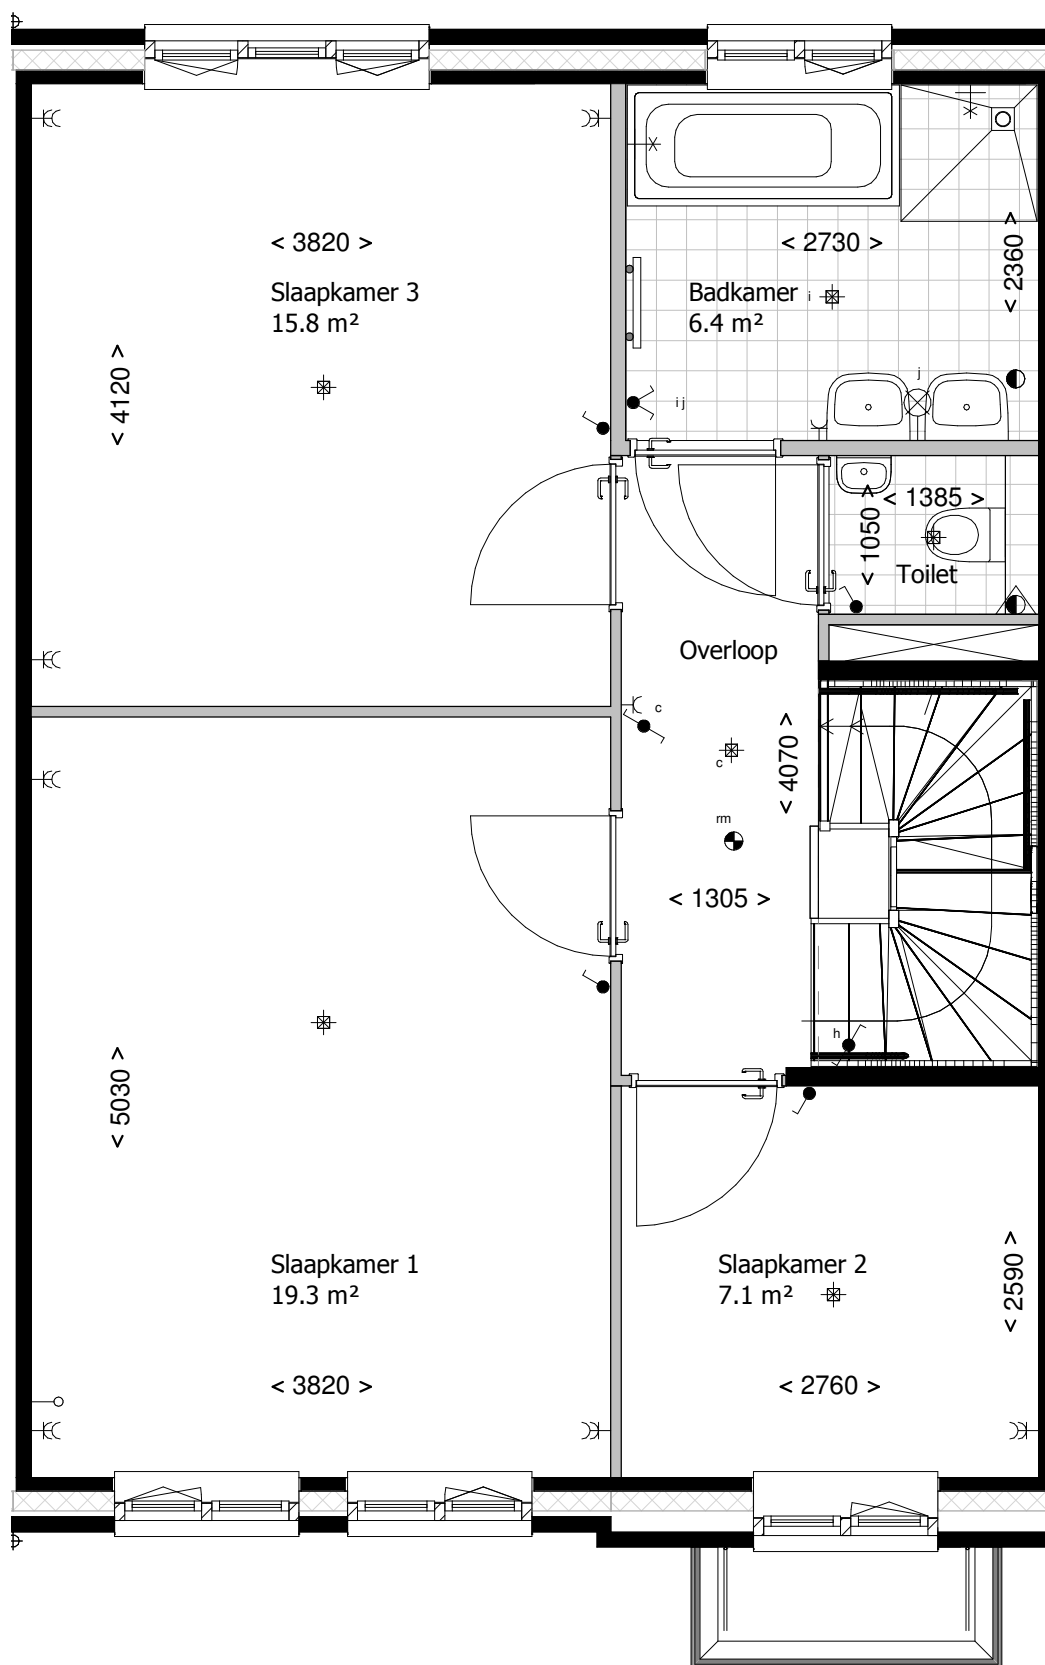 < 3820 >
Slaapkamer 3
15.8 m²
< 4120 >
< 2730 >
< 2360 >
Badkamer
i
6.4 m²
j
i j
< 1385 >
< 1050 >
Toilet
Overloop
c
c
< 4070 >
rm
< 1305 >
h
< 5030 >
Slaapkamer 1
19.3 m²
< 3820 >
Slaapkamer 2
7.1 m²
< 2590 >
< 2760 >